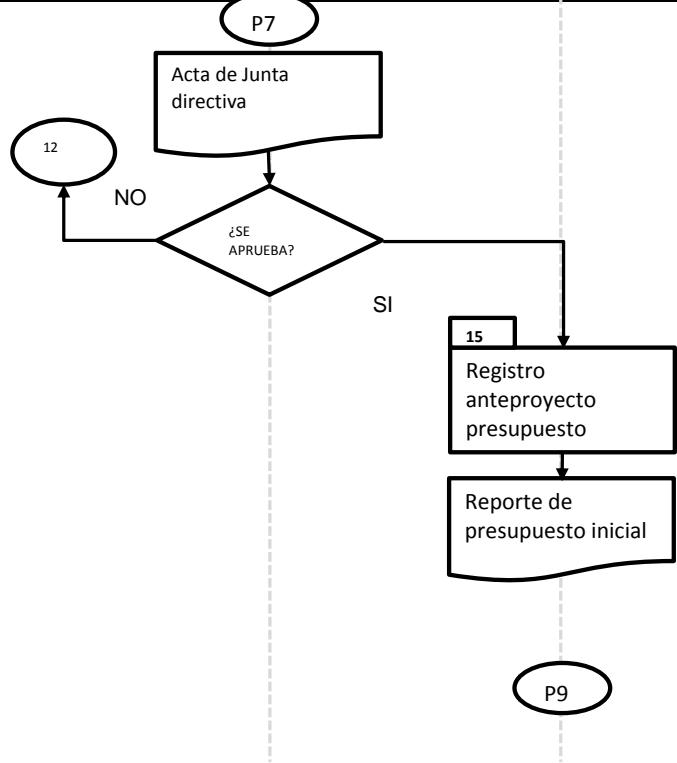 P7
Acta de Junta
directiva
12
NO
¿SE
APRUEBA?
SI
15
Registro
anteproyecto
presupuesto
Reporte de
presupuesto inicial
P9